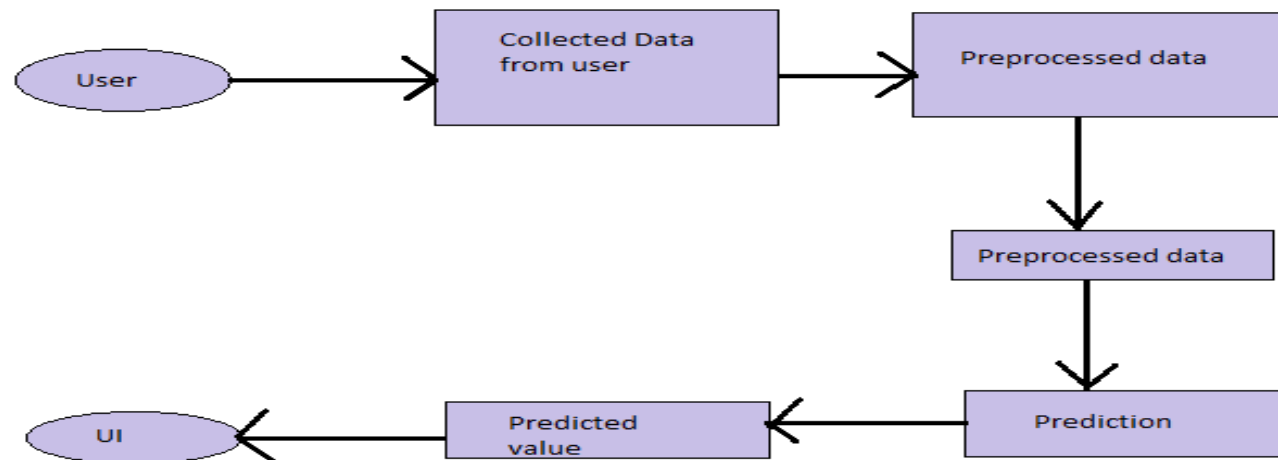 User
Collected Data
from user
Preprocessed data
Preprocessed data
Prediction
Predicted
value
UI